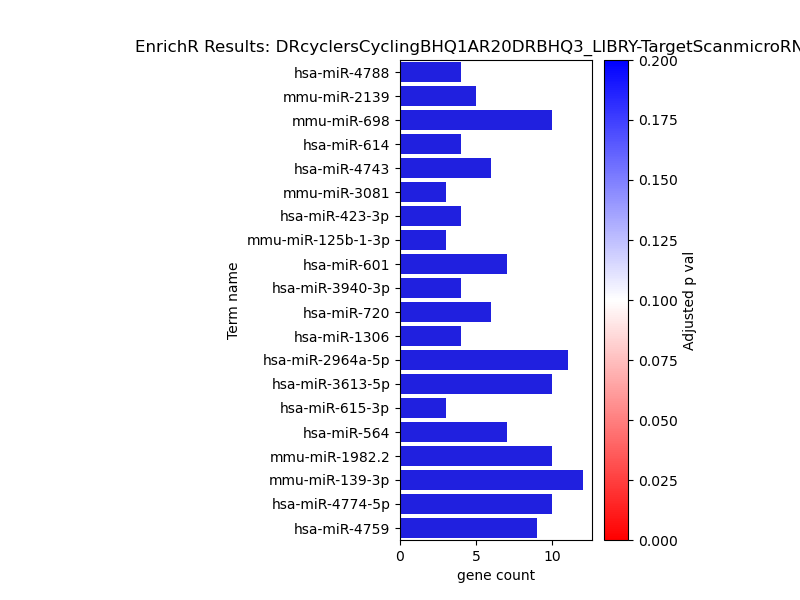 EnrichR Results: DRcyclersCyclingBHQ1AR20DRBHQ3_LIBRY-TargetScanmicroRN
hsa-miR-4788
mmu-miR-2139
mmu-miR-698
hsa-miR-614
hsa-miR-4743
mmu-miR-3081
hsa-miR-423-3p
mmu-miR-125b-1-3p
hsa-miR-601
hsa-miR-3940-3p
hsa-miR-720
hsa-miR-1306
hsa-miR-2964a-5p
hsa-miR-3613-5p
hsa-miR-615-3p
hsa-miR-564
mmu-miR-1982.2
mmu-miR-139-3p
hsa-miR-4774-5p
hsa-miR-4759
Term name
0 5 10
gene count
0.200
0.175
0.150
0.125
0.100
0.075
0.050
0.025
0.000
Adjusted p val